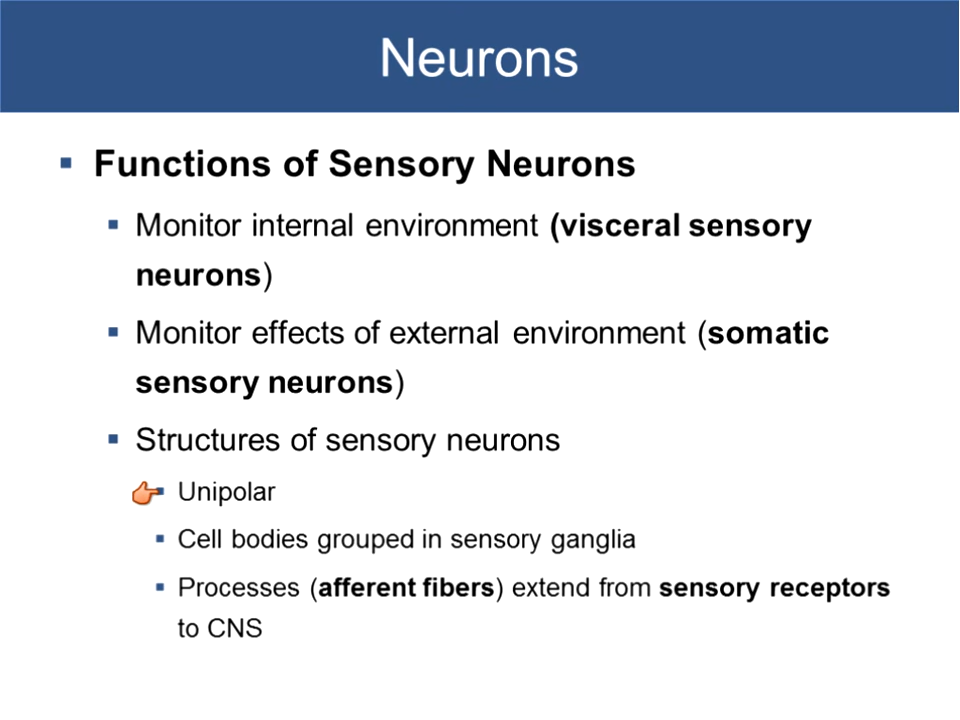 Neurons
Functions of Sensory Neurons
Monitor internal environment (visceral sensory
neurons)
Monitor effects of external environment (somatic
sensory neurons)
Structures of sensory neurons
Unipolar
Cell bodies grouped in sensory ganglia
Processes (afferent fibers) extend from sensory receptors
to CNS